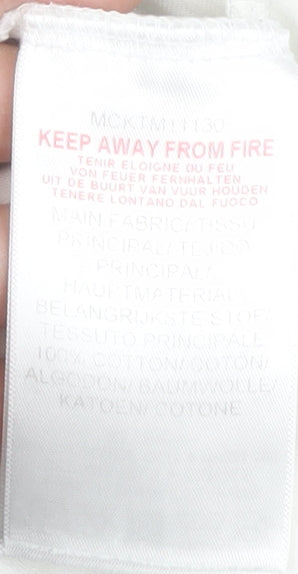 MCKTM11130
KEEP AWAY FROM FIRE
TENIR ELOIGNE DU FEU
VON FEUER FERNHALTEN
UIT DE BUURT VAN VUUR HOUDEN
TENERE LONTANO DAL FUOCO
MAIN FABRIC/TISSU
PRINCIPALE/TEJIDO
PRINCIPAL/
HAUPTMATERIAL/
BELANGRIJKSTE STOF/
TESSUTO PRINCIPALE
100% COTTON/COTON/
ALGODON/ BAUMWOLLE/
KATOEN/ COTONE